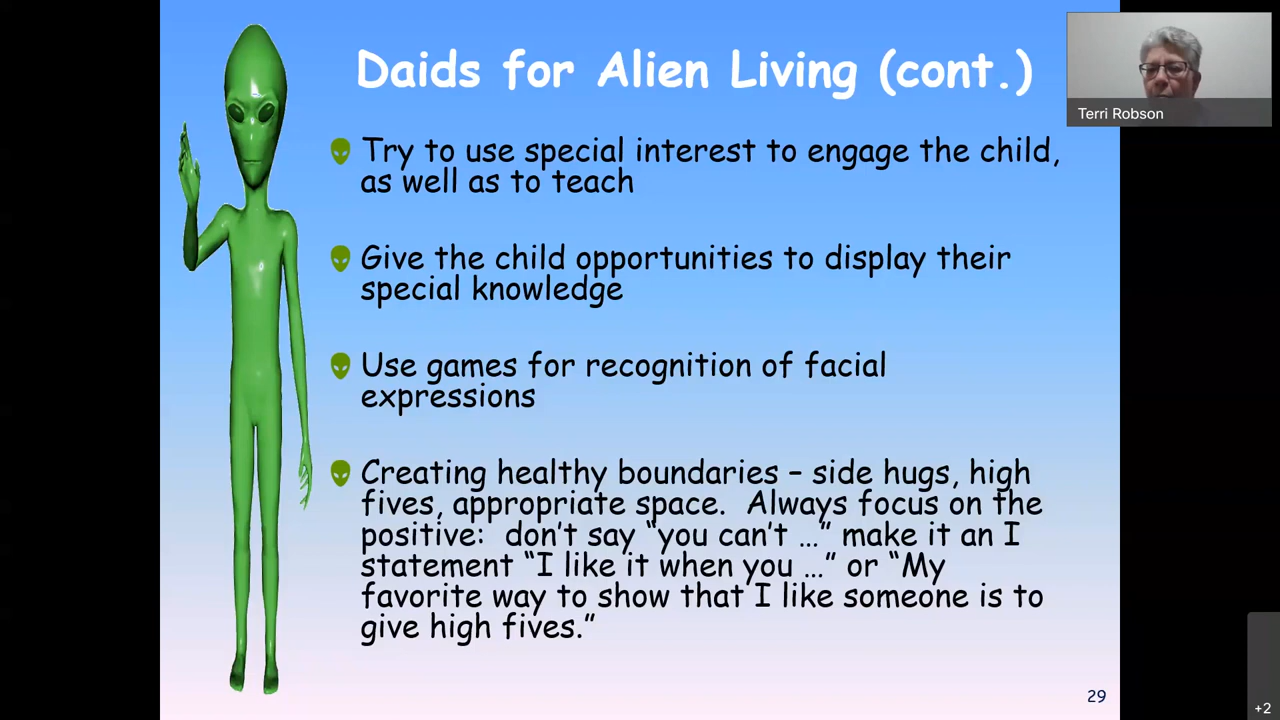 Daids for Alien Living (cont.)
Terri Robson
Try to use special interest to engage the child,
as well as to teach
Give the child opportunities to display their
special knowledge
Use games for recognition of facial
expressions
Creating healthy boundaries – side hugs, high
fives, appropriate space.  Always focus on the
positive:  don’t say “you can’t …” make it an I
statement “I like it when you …” or “My
favorite way to show that I like someone is to
give high fives.”
29
+2